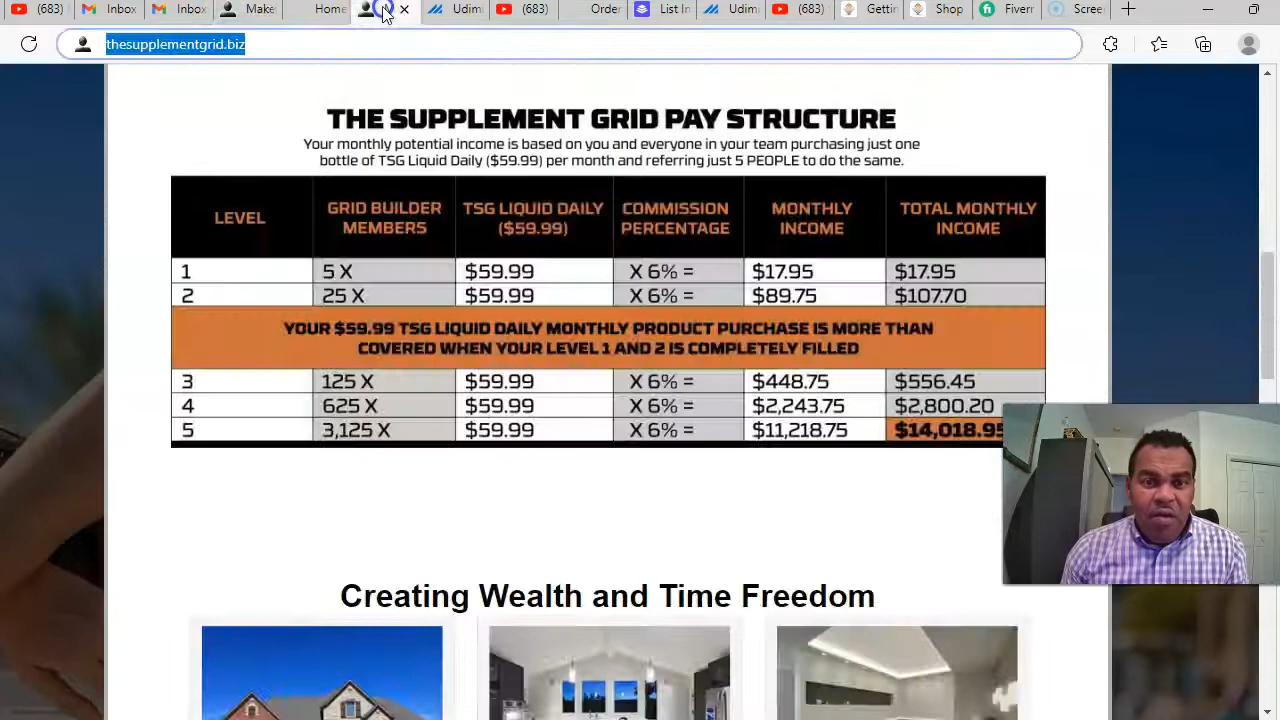 (683)
Inbox
Inbox
Make
Home
Udim
(683)
Order
List In
Udim
(683)
Gettin
Shop
Fiverr
Scree
thesupplementgrid.biz
THE SUPPLEMENT GRID PAY STRUCTURE
Your monthly potential income is based on you and everyone in your team purchasing just one
bottle of TSG Liquid Daily ($59.99) per month and referring just 5 PEOPLE to do the same.
LEVEL GRID BUILDER MEMBERS TSG LIQUID DAILY ($59.99) COMMISSION PERCENTAGE MONTHLY INCOME TOTAL MONTHLY INCOME
1 5 X $59.99 X 6% = $17.95 $17.95
2 25 X $59.99 X 6% = $89.75 $107.70
YOUR $59.99 TSG LIQUID DAILY MONTHLY PRODUCT PURCHASE IS MORE THAN
COVERED WHEN YOUR LEVEL 1 AND 2 IS COMPLETELY FILLED
3 125 X $59.99 X 6% = $448.75 $556.45
4 625 X $59.99 X 6% = $2,243.75 $2,800.20
5 3,125 X $59.99 X 6% = $11,218.75 $14,018.95
Creating Wealth and Time Freedom